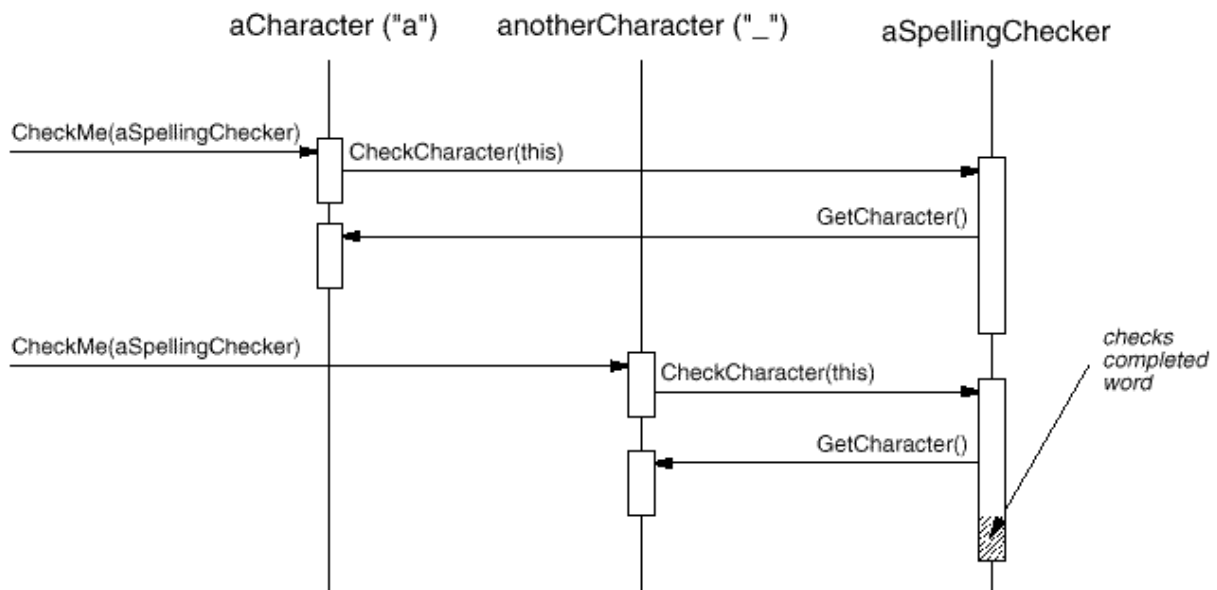 aCharacter ("a")
anotherCharacter ("_")
aSpellingChecker
CheckMe(aSpellingChecker)
CheckCharacter(this)
GetCharacter()
CheckMe(aSpellingChecker)
CheckCharacter(this)
GetCharacter()
checks
completed
word